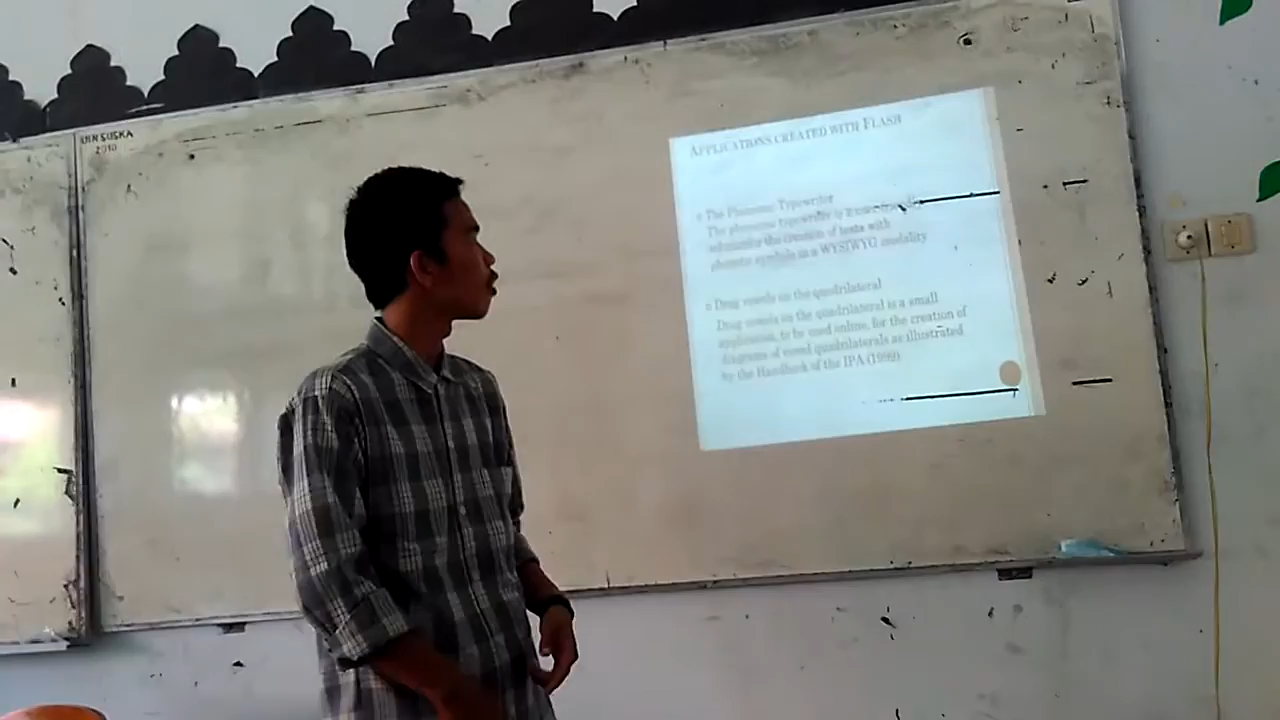 UIN SUSKA
2010
APPLICATIONS CREATED WITH FLASH
The Phonetic Typewriter
The phonetic typewriter is
the creation of texts with
phonetic symbols in a WYSIWYG modality
Drag vowels on the quadrilateral
Drag vowels on the quadrilateral is a small
application, to be used online, for the creation of
diagrams of vowel quadrilaterals as illustrated
by the Handbook of the IPA (1999)